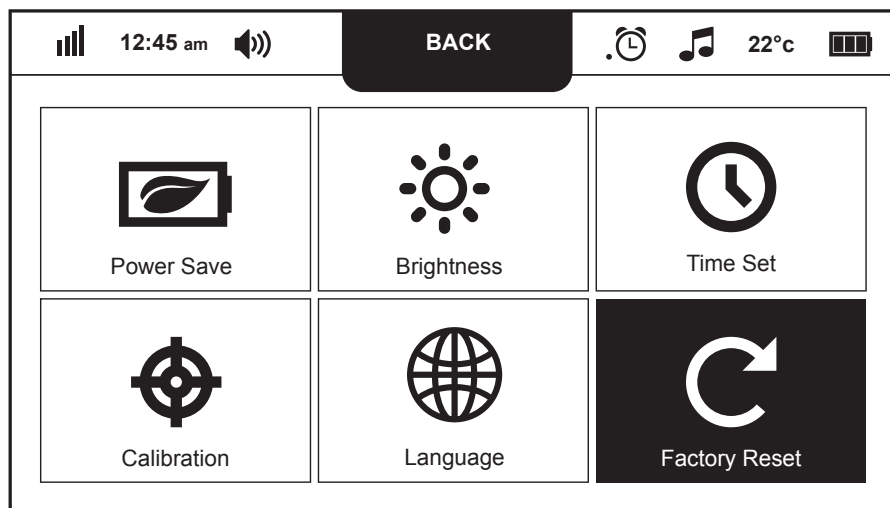 12:45 am BACK 22°c
Power Save Brightness Time Set
Calibration Language Factory Reset